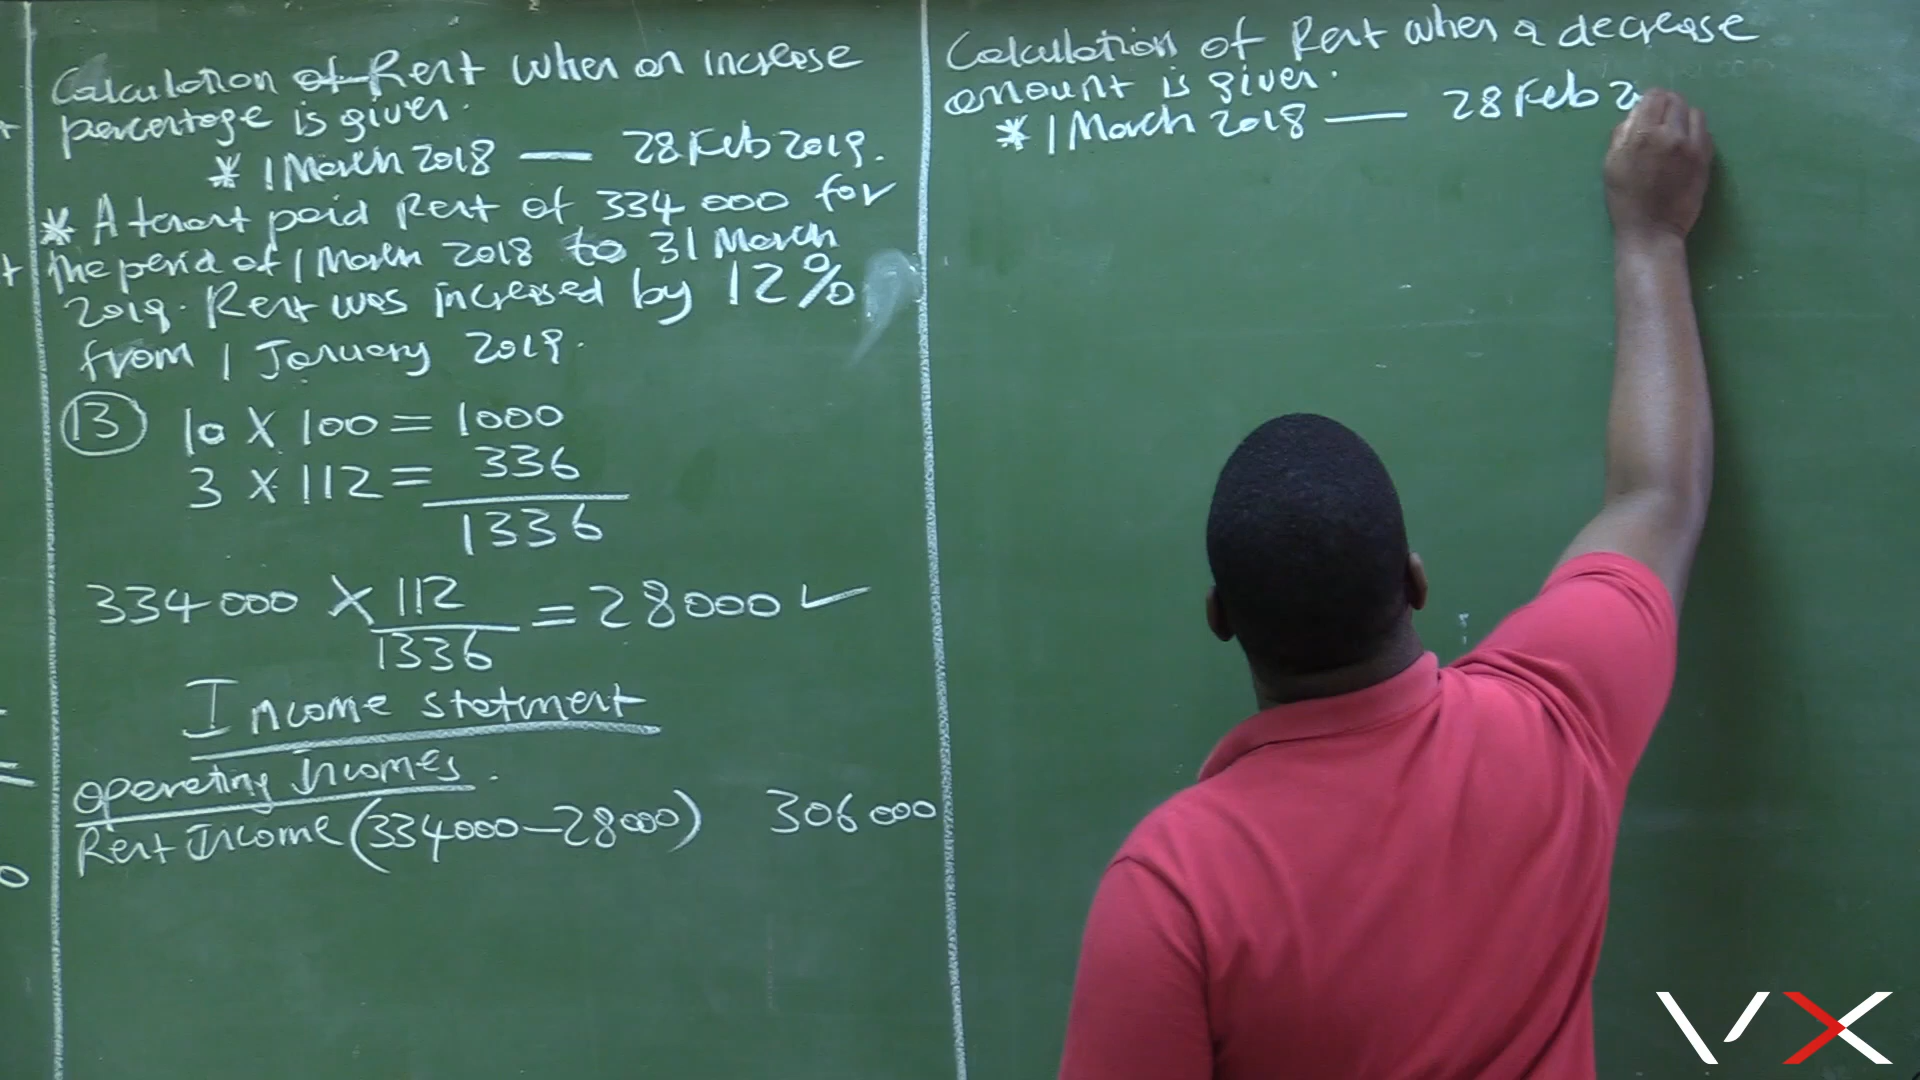 Calculation of Rent when an increase
percentage is given.
* 1 March 2018 — 28 Feb 2019.
* A tenant paid Rent of 334 000 for
the period of 1 March 2018 to 31 March
2019. Rent was increased by 12%
from 1 January 2019.
13 10 X 100 = 1000
3 X 112 = 336
1336
334 000 X 112/1336 = 28000 ✓
Income statement
Operating Incomes.
Rent Income (334000 — 28000) 306 000
Calculation of Rent when a decrease
amount is given.
* 1 March 2018 — 28 Feb 2
VX